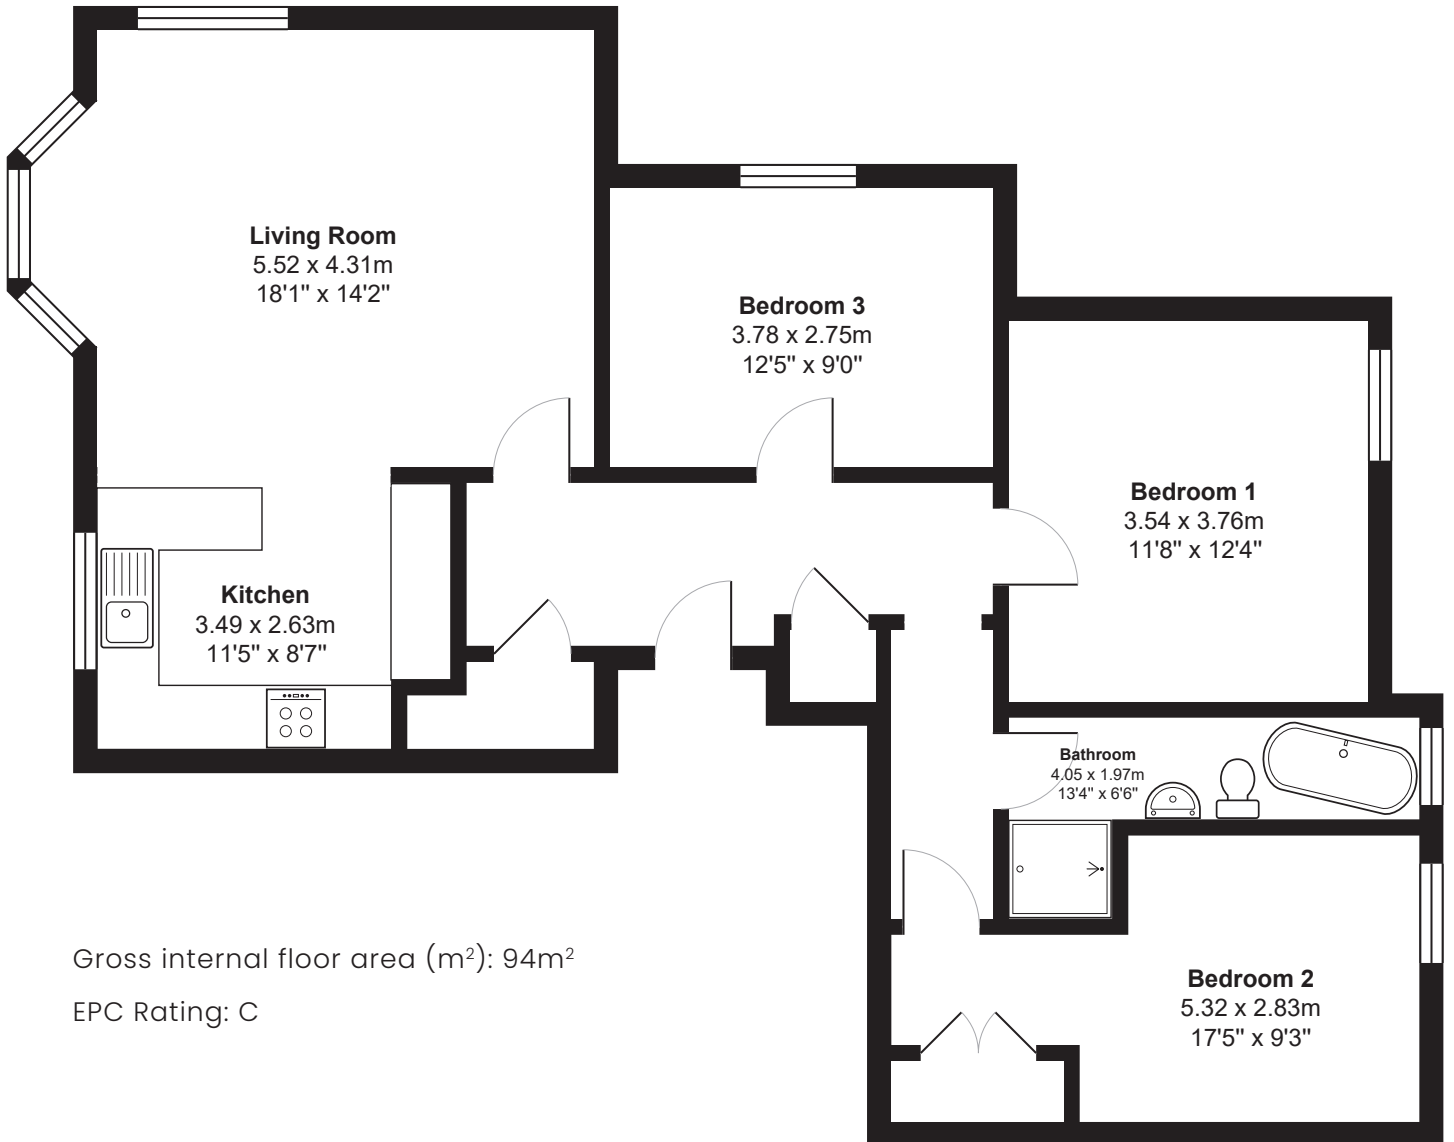 Living Room
5.52 x 4.31m
18'1" x 14'2"
Bedroom 3
3.78 x 2.75m
12'5" x 9'0"
Bedroom 1
3.54 x 3.76m
11'8" x 12'4"
Kitchen
3.49 x 2.63m
11'5" x 8'7"
Bathroom
4.05 x 1.97m
13'4" x 6'6"
Bedroom 2
5.32 x 2.83m
17'5" x 9'3"
Gross internal floor area (m²): 94m²
EPC Rating: C